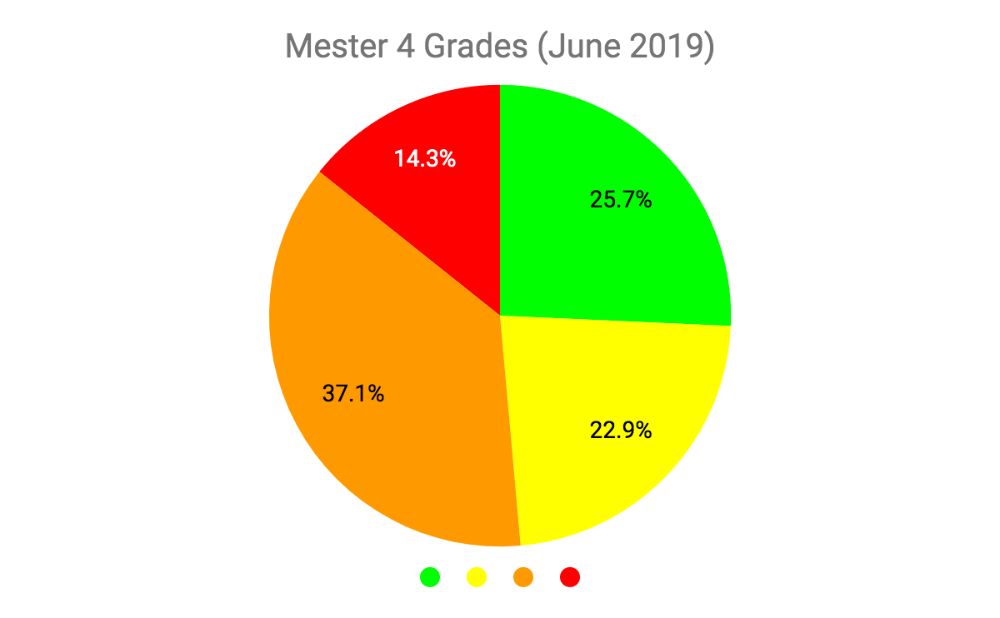 Mester 4 Grades (June 2019)
14.3%
25.7%
37.1%
22.9%